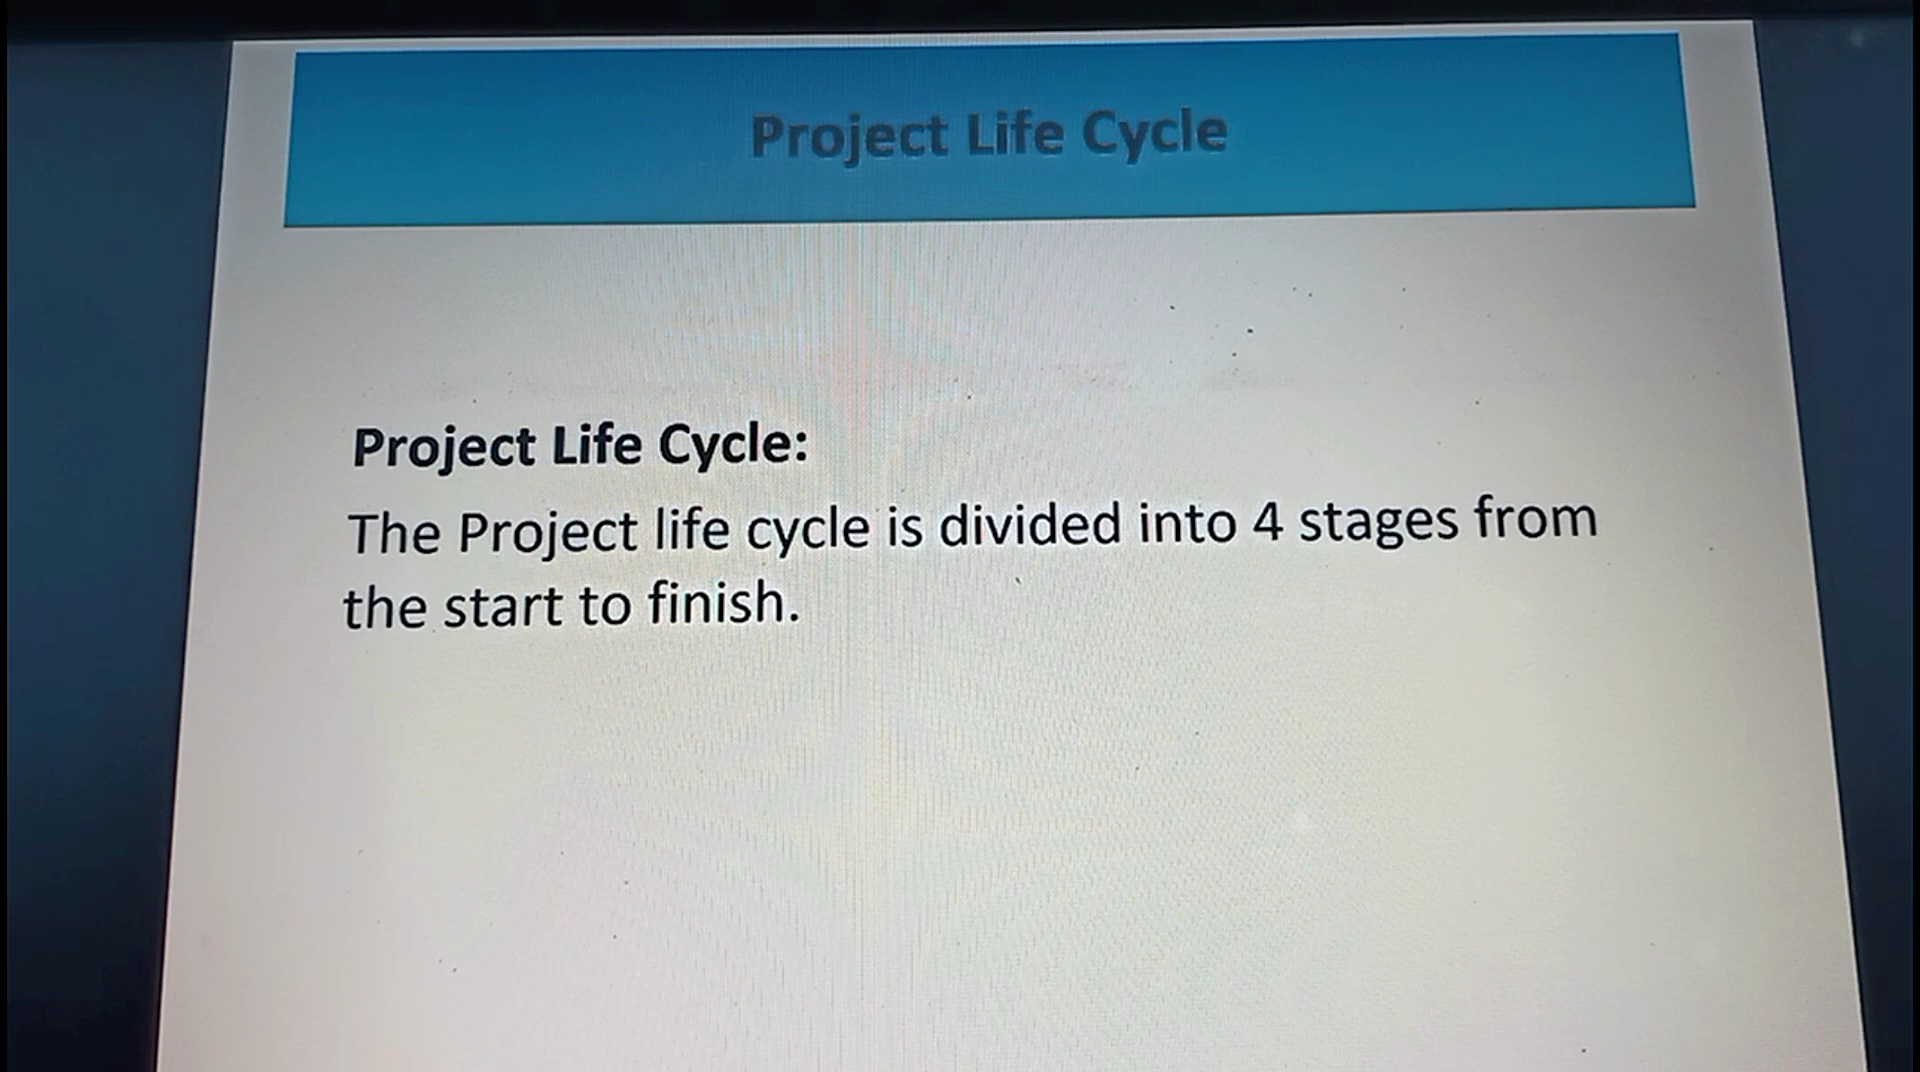 Project Life Cycle
Project Life Cycle:
The Project life cycle is divided into 4 stages from
the start to finish.